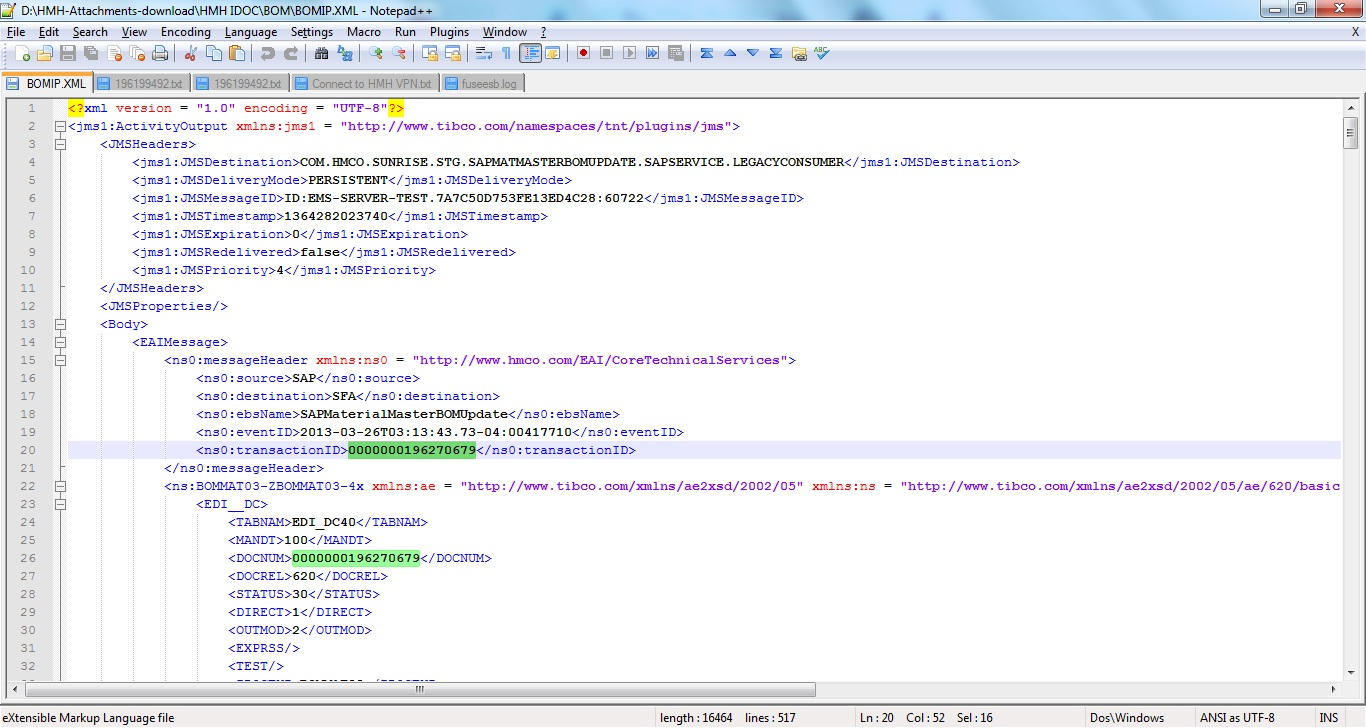 D:\HMH-Attachments-download\HMH IDOC\BOM\BOMIP.XML - Notepad++
File Edit Search View Encoding Language Settings Macro Run Plugins Window ? X
BOMIP.XML 196199492.txt 196199492.txt Connect to HMH VPN.txt fuseesb.log
1 <?xml version = "1.0" encoding = "UTF-8"?>
2 <jms1:ActivityOutput xmlns:jms1 = "http://www.tibco.com/namespaces/tnt/plugins/jms">
3 <JMSHeaders>
4 <jms1:JMSDestination>COM.HMCO.SUNRISE.STG.SAPMATMASTERBOMUPDATE.SAPSERVICE.LEGACYCONSUMER</jms1:JMSDestination>
5 <jms1:JMSDeliveryMode>PERSISTENT</jms1:JMSDeliveryMode>
6 <jms1:JMSMessageID>ID:EMS-SERVER-TEST.7A7C50D753FE13ED4C28:60722</jms1:JMSMessageID>
7 <jms1:JMSTimestamp>1364282023740</jms1:JMSTimestamp>
8 <jms1:JMSExpiration>0</jms1:JMSExpiration>
9 <jms1:JMSRedelivered>false</jms1:JMSRedelivered>
10 <jms1:JMSPriority>4</jms1:JMSPriority>
11 </JMSHeaders>
12 <JMSProperties/>
13 <Body>
14 <EAIMessage>
15 <ns0:messageHeader xmlns:ns0 = "http://www.hmco.com/EAI/CoreTechnicalServices">
16 <ns0:source>SAP</ns0:source>
17 <ns0:destination>SFA</ns0:destination>
18 <ns0:ebsName>SAPMaterialMasterBOMUpdate</ns0:ebsName>
19 <ns0:eventID>2013-03-26T03:13:43.73-04:00417710</ns0:eventID>
20 <ns0:transactionID>0000000196270679</ns0:transactionID>
21 </ns0:messageHeader>
22 <ns:BOMMAT03-ZBOMMAT03-4x xmlns:ae = "http://www.tibco.com/xmlns/ae2xsd/2002/05" xmlns:ns = "http://www.tibco.com/xmlns/ae2xsd/2002/05/ae/620/basic
23 <EDI__DC>
24 <TABNAM>EDI_DC40</TABNAM>
25 <MANDT>100</MANDT>
26 <DOCNUM>0000000196270679</DOCNUM>
27 <DOCREL>620</DOCREL>
28 <STATUS>30</STATUS>
29 <DIRECT>1</DIRECT>
30 <OUTMOD>2</OUTMOD>
31 <EXPRSS/>
32 <TEST/>
eXtensible Markup Language file length : 16464 lines : 517 Ln : 20 Col : 52 Sel : 16 Dos\Windows ANSI as UTF-8 INS